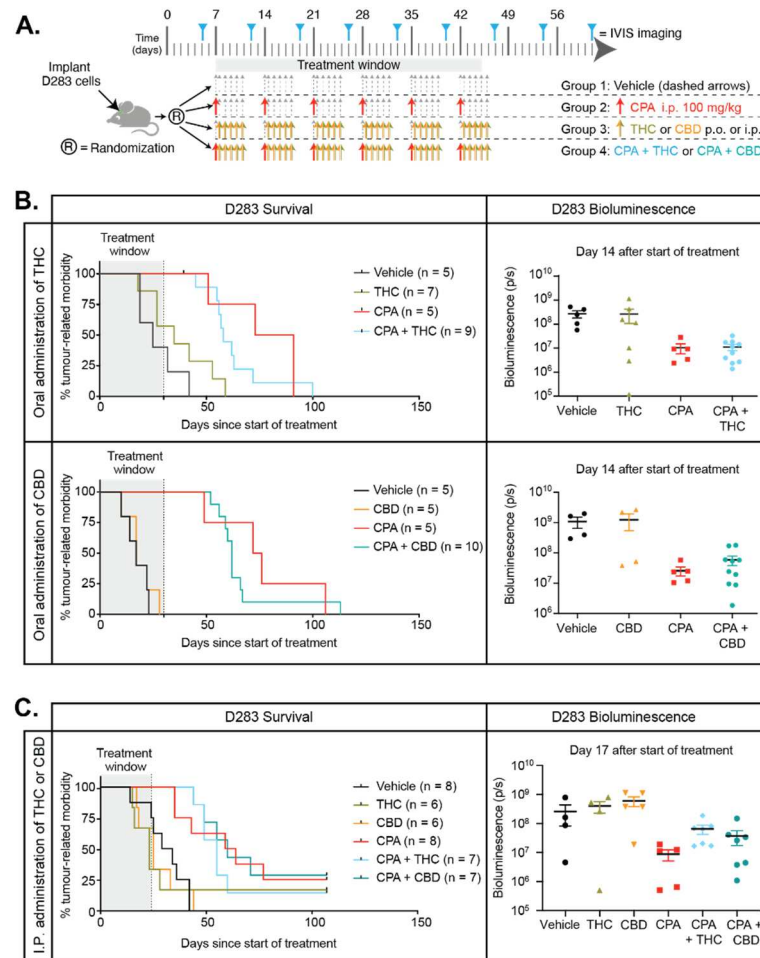 A.
Time (days)
0 7 14 21 28 35 42 48 56
= IVIS imaging
Treatment window
Implant D283 cells
R
R = Randomization
Group 1: Vehicle (dashed arrows)
Group 2: CPA i.p. 100 mg/kg
Group 3: THC or CBD p.o. or i.p.
Group 4: CPA + THC or CPA + CBD
B.
D283 Survival
D283 Bioluminescence
Oral administration of THC
Treatment window
% tumour-related morbidity
100
75
50
25
0
0 50 100 150
Days since start of treatment
Vehicle (n = 5)
THC (n = 7)
CPA (n = 5)
CPA + THC (n = 9)
Day 14 after start of treatment
Bioluminescence (p/s)
10^10
10^9
10^8
10^7
10^6
10^5
Vehicle THC CPA CPA + THC
Oral administration of CBD
Treatment window
% tumour-related morbidity
100
75
50
25
0
0 50 100 150
Days since start of treatment
Vehicle (n = 5)
CBD (n = 5)
CPA (n = 5)
CPA + CBD (n = 10)
Day 14 after start of treatment
Bioluminescence (p/s)
10^10
10^9
10^8
10^7
10^6
Vehicle CBD CPA CPA + CBD
C.
D283 Survival
D283 Bioluminescence
I.P. administration of THC or CBD
Treatment window
% tumour-related morbidity
100
75
50
25
0
0 50 100 150
Days since start of treatment
Vehicle (n = 8)
THC (n = 6)
CBD (n = 6)
CPA (n = 8)
CPA + THC (n = 7)
CPA + CBD (n = 7)
Day 17 after start of treatment
Bioluminescence (p/s)
10^10
10^9
10^8
10^7
10^6
10^5
Vehicle THC CBD CPA CPA + THC CPA + CBD